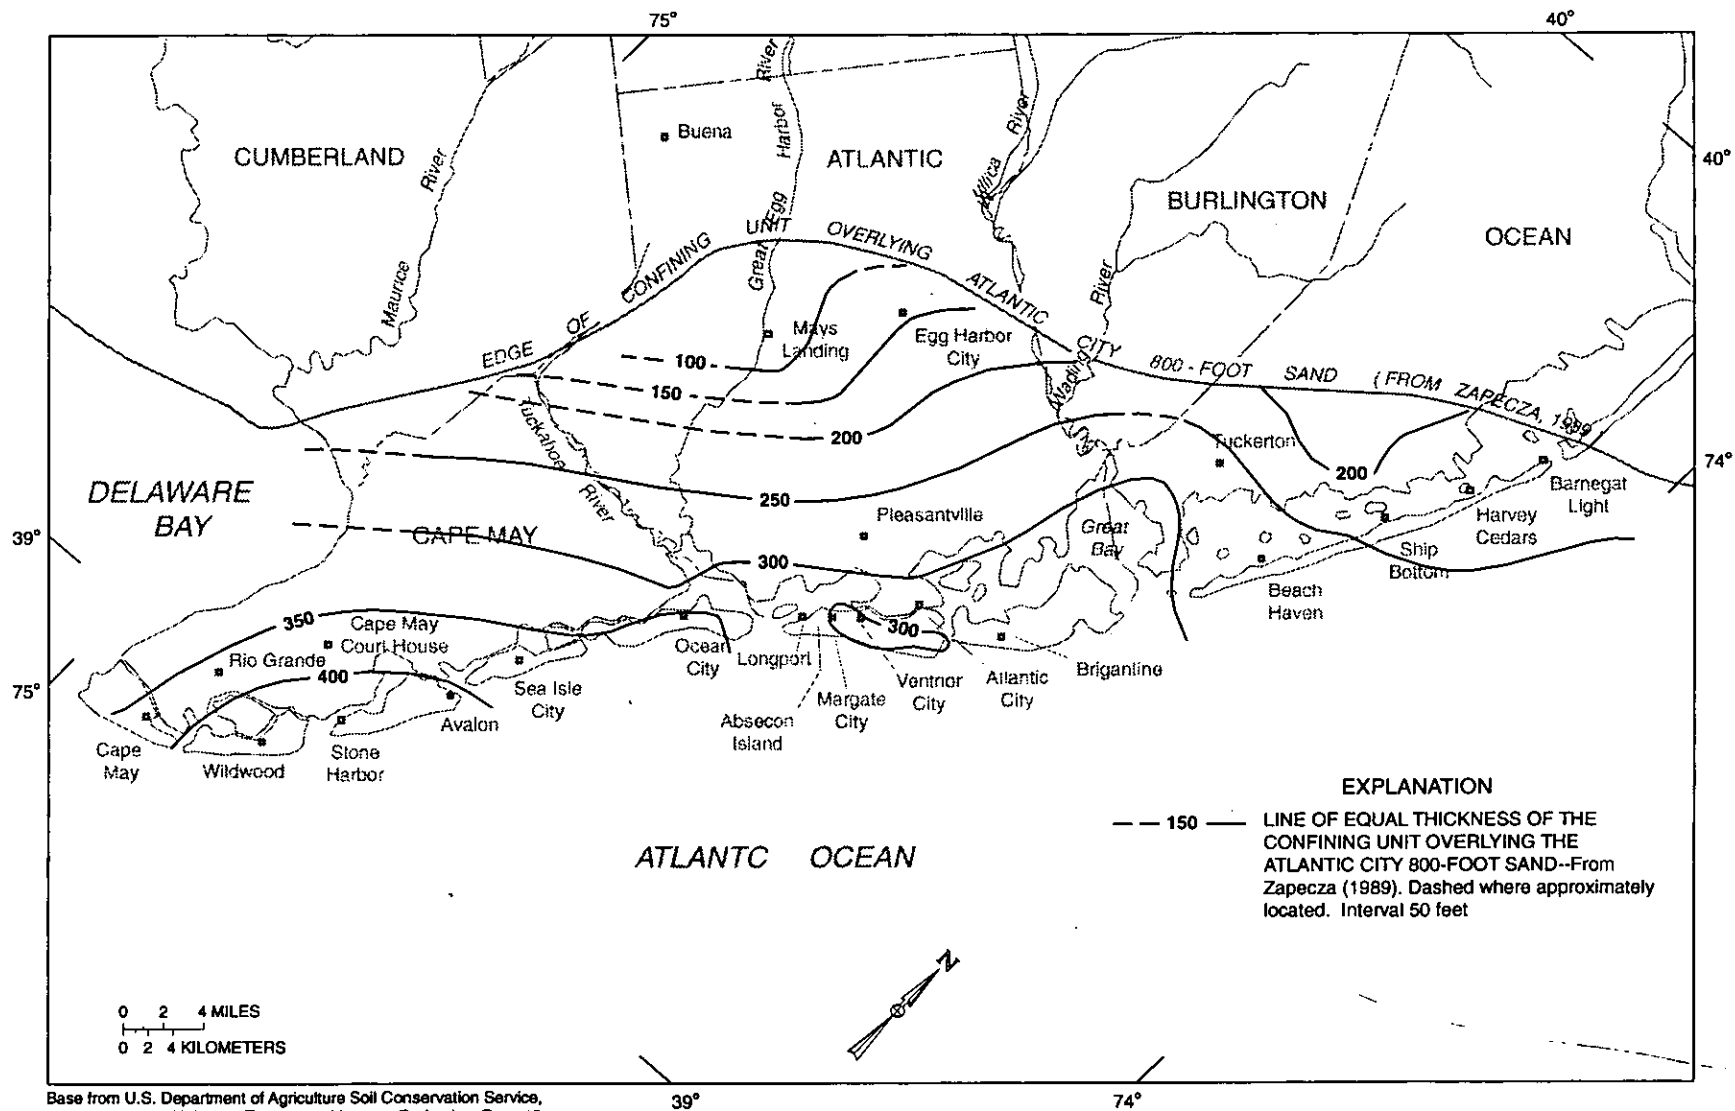 75°
40°
CUMBERLAND
River
Maurice
Buena
River
Harbor
Egg
Great
ATLANTIC
River
BURLINGTON
40°
OCEAN
EDGE OF CONFINING UNIT OVERLYING ATLANTIC CITY 800-FOOT SAND (FROM ZAPECZA, 1989
River
Wading
Mays
Landing
Egg Harbor
City
100
150
200
250
200
Tuckahoe
River
Tuckerton
74°
Barnegat
Light
Harvey
Cedars
Ship
Bottom
Beach
Haven
DELAWARE
BAY
39°
CAPE MAY
Pleasantville
Great
Bay
300
300
350
Cape May
Court House
Rio Grande
400
75°
Ocean
City
Longport
Sea Isle
City
Avalon
Absecon
Island
Margate
City
Ventnor
City
Atlantic
City
Brigantine
Cape
May
Wildwood
Stone
Harbor
ATLANTC OCEAN
EXPLANATION
150
LINE OF EQUAL THICKNESS OF THE
CONFINING UNIT OVERLYING THE
ATLANTIC CITY 800-FOOT SAND--From
Zapecza (1989). Dashed where approximately
located. Interval 50 feet
N
0 2 4 MILES
0 2 4 KILOMETERS
Base from U.S. Department of Agriculture Soil Conservation Service,
39°
74°